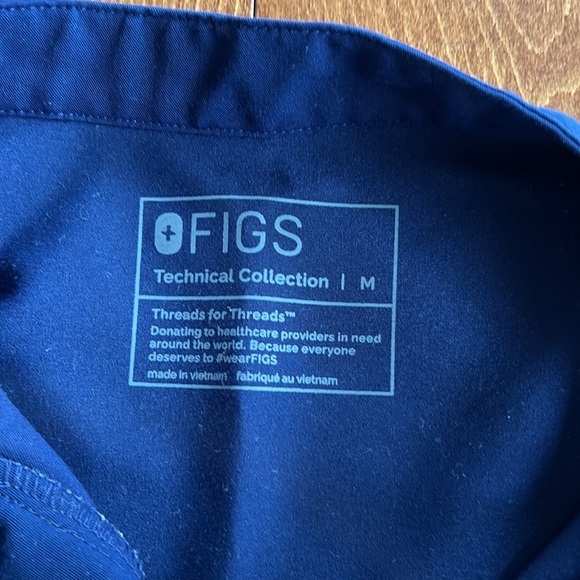 FIGS
Technical Collection | M
Threads for Threads™
Donating to healthcare providers in need
around the world. Because everyone
deserves to #wearFIGS
made in vietnam fabriqué au vietnam